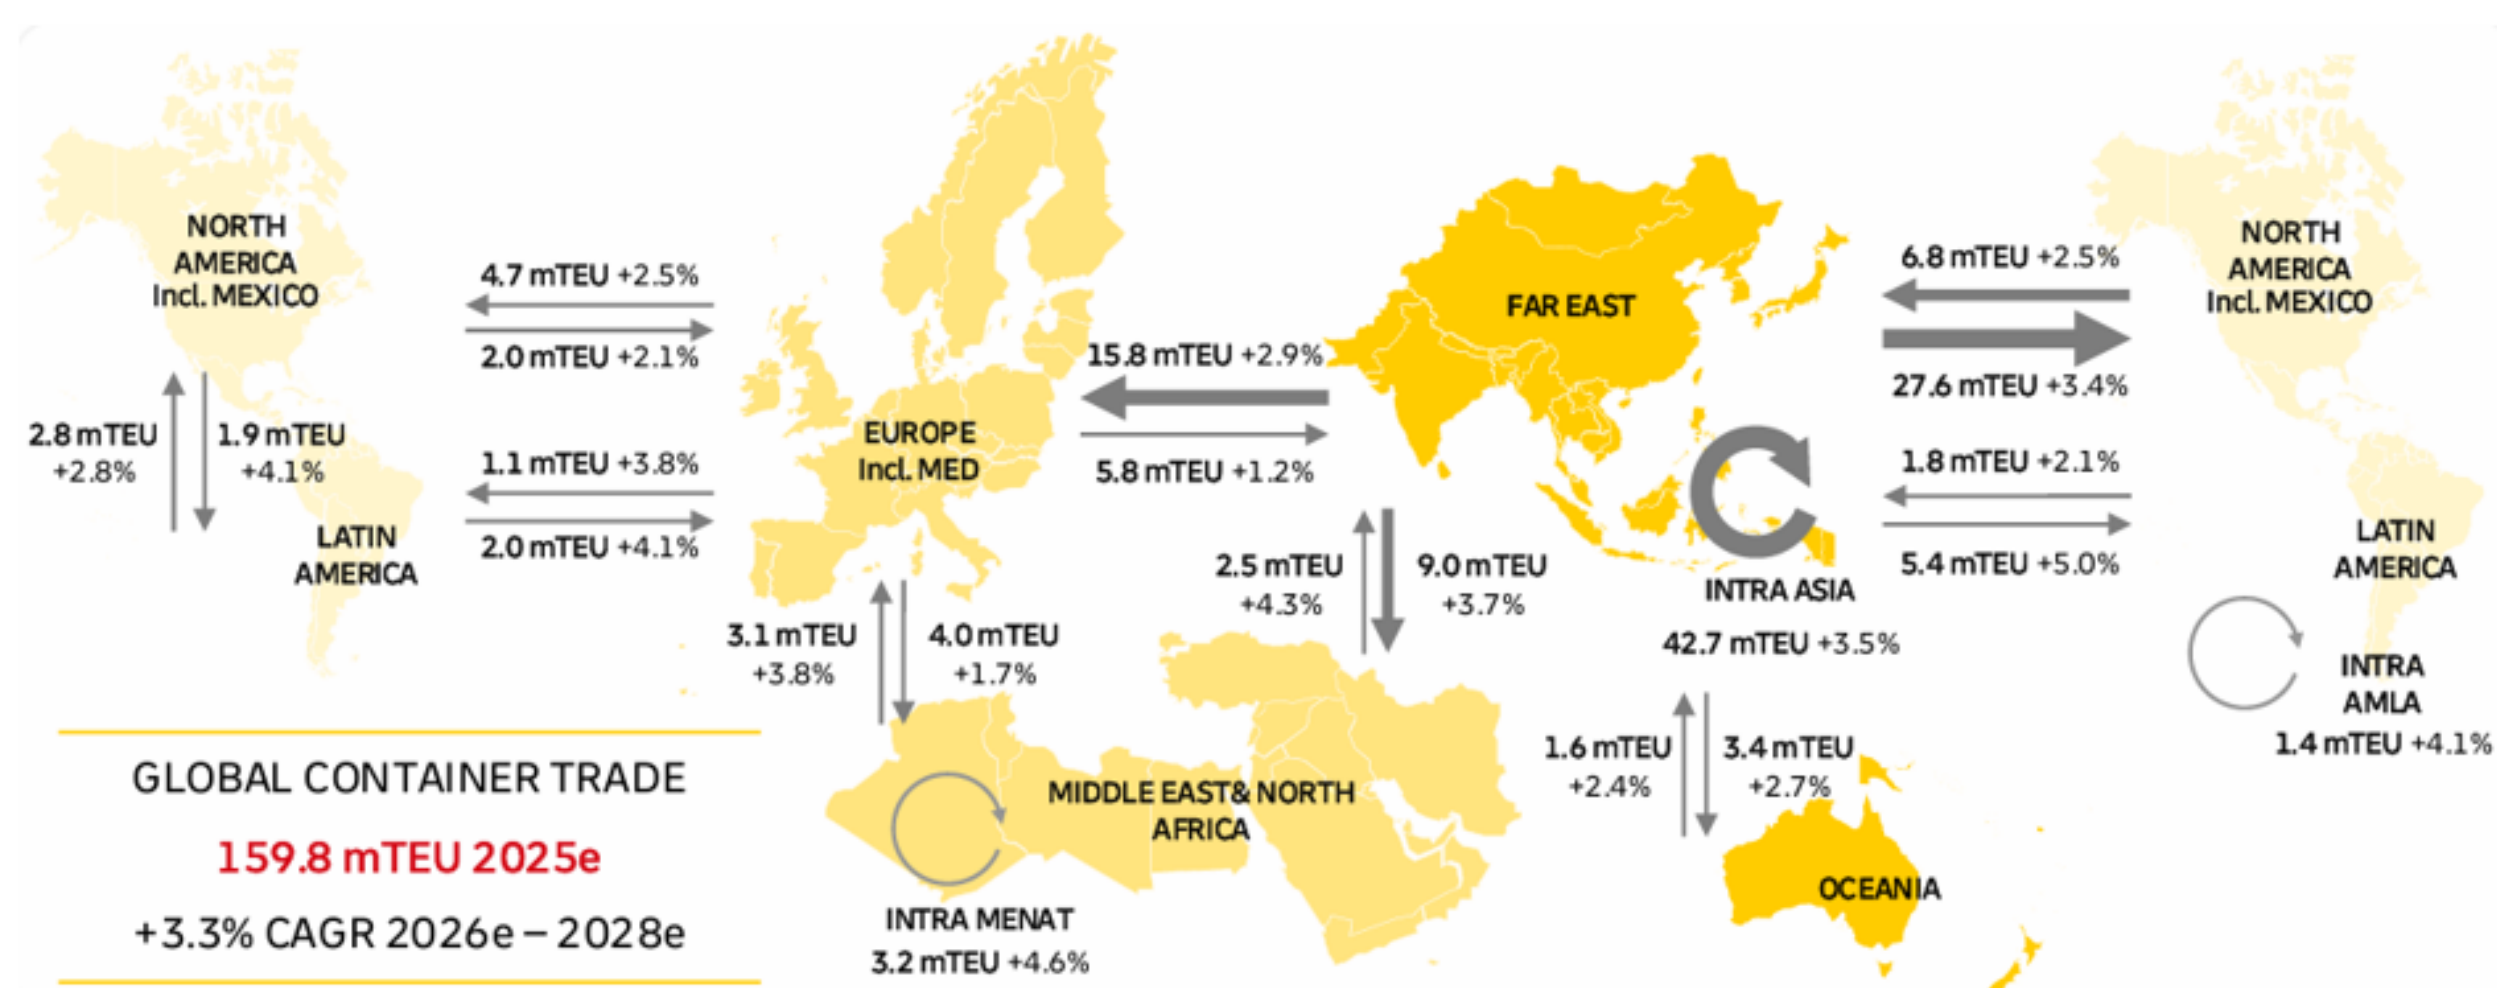 NORTH
AMERICA
Incl. MEXICO
4.7 mTEU +2.5%
2.0 mTEU +2.1%
2.8 mTEU
+2.8%
1.9 mTEU
+4.1%
LATIN
AMERICA
1.1 mTEU +3.8%
2.0 mTEU +4.1%
EUROPE
Incl. MED
15.8 mTEU +2.9%
5.8 mTEU +1.2%
FAR EAST
6.8 mTEU +2.5%
27.6 mTEU +3.4%
NORTH
AMERICA
Incl. MEXICO
1.8 mTEU +2.1%
5.4 mTEU +5.0%
LATIN
AMERICA
INTRA
AMLA
1.4 mTEU +4.1%
3.1 mTEU
+3.8%
4.0 mTEU
+1.7%
2.5 mTEU
+4.3%
9.0 mTEU
+3.7%
INTRA ASIA
42.7 mTEU +3.5%
1.6 mTEU
+2.4%
3.4 mTEU
+2.7%
OCEANIA
MIDDLE EAST& NORTH
AFRICA
INTRA MENAT
3.2 mTEU +4.6%
GLOBAL CONTAINER TRADE
159.8 mTEU 2025e
+3.3% CAGR 2026e – 2028e